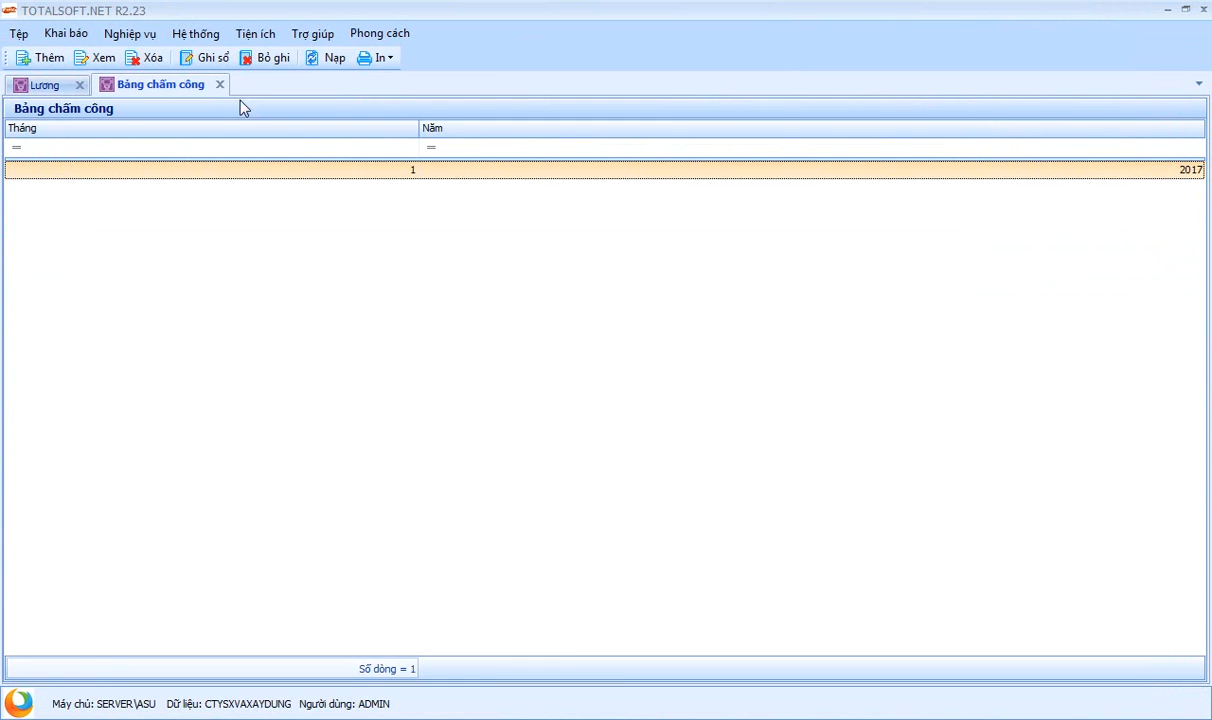 TOTALSOFT.NET R2.23
Tệp Khai báo Nghiệp vụ Hệ thống Tiện ích Trợ giúp Phong cách
Thêm Xem Xóa Ghi sổ Bỏ ghi Nạp In
Lương Bảng chấm công
Bảng chấm công
Tháng Năm
= =
1 2017
Số dòng = 1
Máy chủ: SERVER\ASU Dữ liệu: CTYSXVAXAYDUNG Người dùng: ADMIN